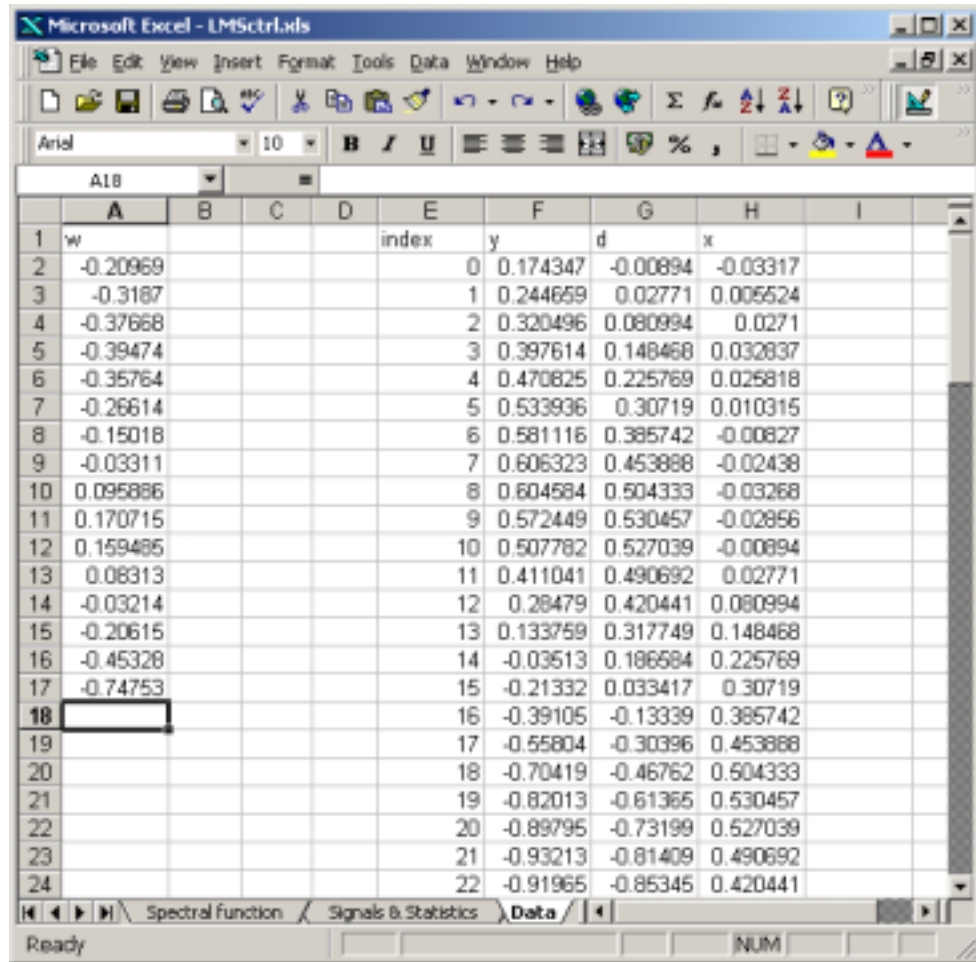 Microsoft Excel - LMSctrl.xls
File Edit View Insert Format Tools Data Window Help
Arial 10 B I U % ,
A18 =
A B C D E F G H I
1 w index y d x
2 -0.20969 0 0.174347 -0.00894 -0.03317
3 -0.3187 1 0.244659 0.02771 0.005524
4 -0.37668 2 0.320496 0.080994 0.0271
5 -0.39474 3 0.397614 0.148468 0.032837
6 -0.35764 4 0.470825 0.225769 0.025818
7 -0.26614 5 0.533936 0.30719 0.010315
8 -0.15018 6 0.581116 0.385742 -0.00827
9 -0.03311 7 0.606323 0.453888 -0.02438
10 0.095886 8 0.604584 0.504333 -0.03268
11 0.170715 9 0.572449 0.530457 -0.02856
12 0.159485 10 0.507782 0.527039 -0.00894
13 0.08313 11 0.411041 0.490692 0.02771
14 -0.03214 12 0.28479 0.420441 0.080994
15 -0.20615 13 0.133759 0.317749 0.148468
16 -0.45328 14 -0.03513 0.186584 0.225769
17 -0.74753 15 -0.21332 0.033417 0.30719
18 16 -0.39105 -0.13339 0.385742
19 17 -0.55804 -0.30396 0.453888
20 18 -0.70419 -0.46762 0.504333
21 19 -0.82013 -0.61365 0.530457
22 20 -0.89795 -0.73199 0.527039
23 21 -0.93213 -0.81409 0.490692
24 22 -0.91965 -0.85345 0.420441
Spectral function Signals & Statistics Data
Ready NUM